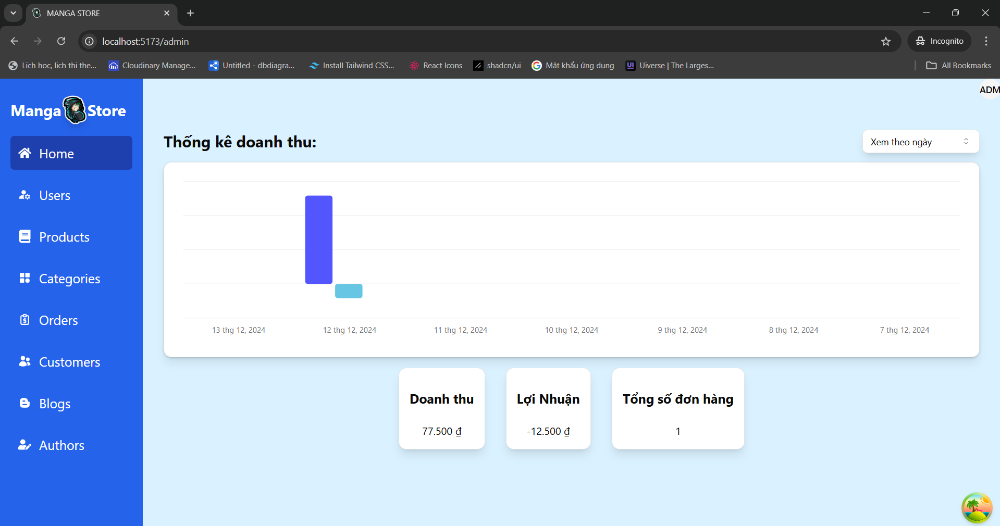 MANGA STORE
localhost:5173/admin
Incognito
Lịch học, lịch thi the...
Cloudinary Manage...
Untitled - dbdiagra...
Install Tailwind CSS...
React Icons
shadcn/ui
Mật khẩu ứng dụng
UI
Uiverse | The Larges...
All Bookmarks
ADM
Manga Store
Home
Users
Products
Categories
Orders
Customers
Blogs
Authors
Thống kê doanh thu:
Xem theo ngày
13 thg 12, 2024
12 thg 12, 2024
11 thg 12, 2024
10 thg 12, 2024
9 thg 12, 2024
8 thg 12, 2024
7 thg 12, 2024
Doanh thu
77.500 ₫
Lợi Nhuận
-12.500 ₫
Tổng số đơn hàng
1